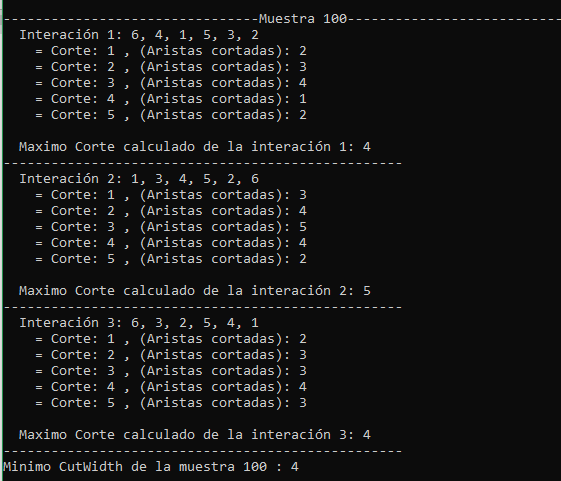 --------------------------------Muestra 100---------------------------
Interación 1: 6, 4, 1, 5, 3, 2
= Corte: 1 , (Aristas cortadas): 2
= Corte: 2 , (Aristas cortadas): 3
= Corte: 3 , (Aristas cortadas): 4
= Corte: 4 , (Aristas cortadas): 1
= Corte: 5 , (Aristas cortadas): 2
Maximo Corte calculado de la interación 1: 4
--------------------------------------------------
Interación 2: 1, 3, 4, 5, 2, 6
= Corte: 1 , (Aristas cortadas): 3
= Corte: 2 , (Aristas cortadas): 4
= Corte: 3 , (Aristas cortadas): 5
= Corte: 4 , (Aristas cortadas): 4
= Corte: 5 , (Aristas cortadas): 2
Maximo Corte calculado de la interación 2: 5
--------------------------------------------------
Interación 3: 6, 3, 2, 5, 4, 1
= Corte: 1 , (Aristas cortadas): 2
= Corte: 2 , (Aristas cortadas): 3
= Corte: 3 , (Aristas cortadas): 3
= Corte: 4 , (Aristas cortadas): 4
= Corte: 5 , (Aristas cortadas): 3
Maximo Corte calculado de la interación 3: 4
--------------------------------------------------
Minimo CutWidth de la muestra 100 : 4